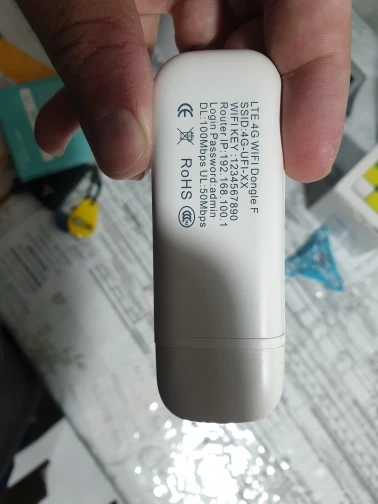 LTE 4G WIFI Dongle F
SSID:4G-UFI-XX
WIFI KEY :1234567890
Router IP:192.168.100.1
Login Password:admin
DL:100Mbps UL:50Mbps
CE RoHS